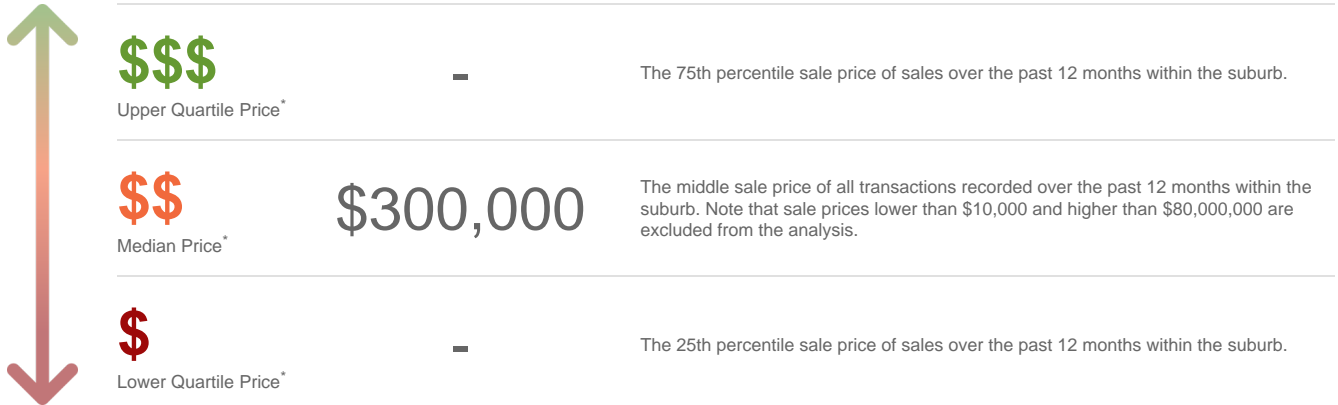 $$$
Upper Quartile Price*
-
The 75th percentile sale price of sales over the past 12 months within the suburb.
$$
Median Price*
$300,000
The middle sale price of all transactions recorded over the past 12 months within the
suburb. Note that sale prices lower than $10,000 and higher than $80,000,000 are
excluded from the analysis.
$
Lower Quartile Price*
-
The 25th percentile sale price of sales over the past 12 months within the suburb.